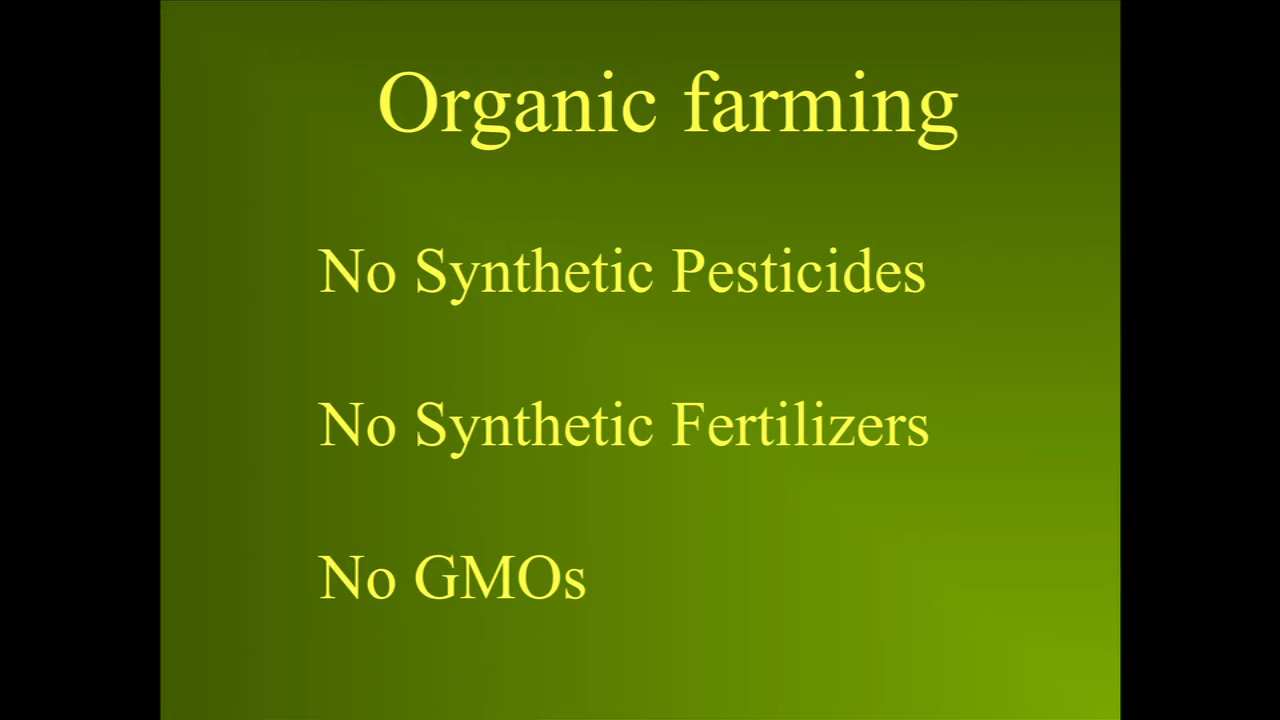 Organic farming
No Synthetic Pesticides
No Synthetic Fertilizers
No GMOs